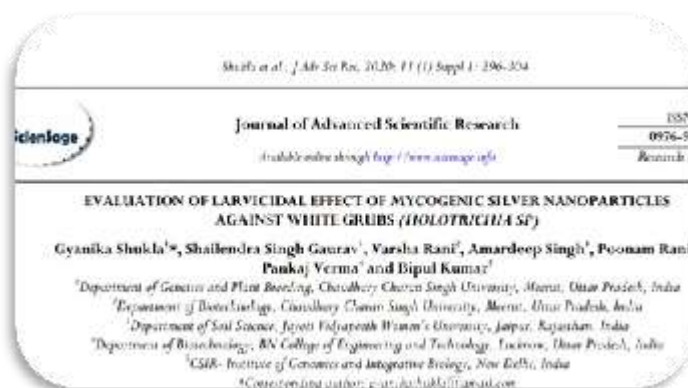 Shukla et al., J Adv Sci Res, 2020; 11 (1) Suppl 1: 296-304
ScienSage
Journal of Advanced Scientific Research
Available online through http://www.sciensage.info
ISSN
0976-9
Research
EVALUATION OF LARVICIDAL EFFECT OF MYCOGENIC SILVER NANOPARTICLES
AGAINST WHITE GRUBS (HOLOTRICHIA SP)
Gyanika Shukla¹*, Shailendra Singh Gaurav¹, Varsha Rani², Amardeep Singh¹, Poonam Rani
Pankaj Verma⁴ and Bipul Kumar⁵
¹Department of Genetics and Plant Breeding, Chaudhary Charan Singh University, Meerut, Uttar Pradesh, India
²Department of Biotechnology, Chaudhary Charan Singh University, Meerut, Uttar Pradesh, India
³Department of Soil Science, Jayoti Vidyapeeth Women's University, Jaipur, Rajasthan, India
⁴Department of Biotechnology, BN College of Engineering and Technology, Lucknow, Uttar Pradesh, India
⁵CSIR- Institute of Genomics and Integrative Biology, New Delhi, India
*Corresponding author: